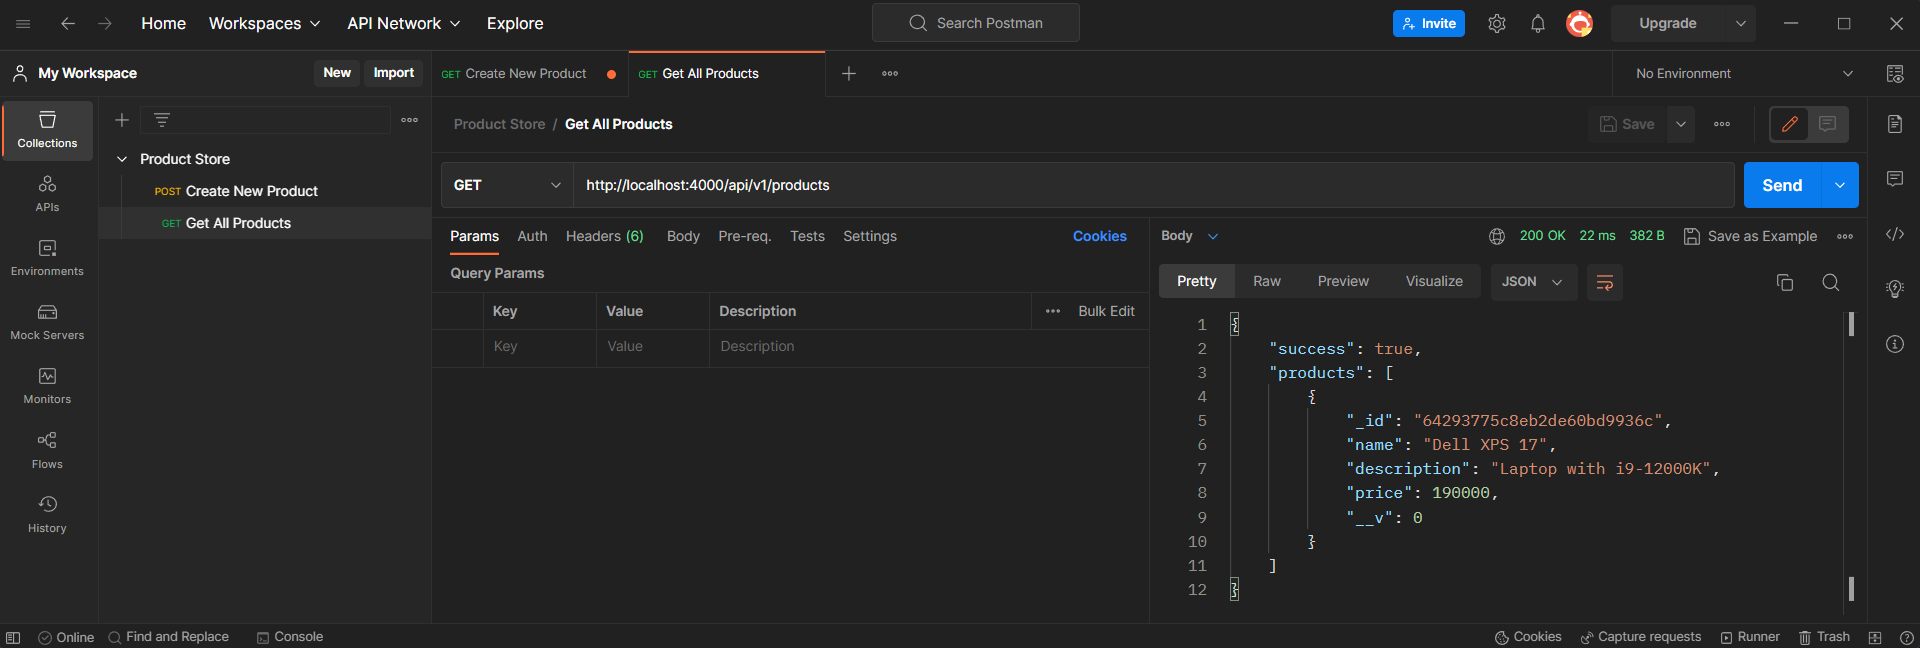 Home Workspaces API Network Explore Search Postman Invite Upgrade
My Workspace New Import GET Create New Product GET Get All Products No Environment
Collections
APIs
Environments
Mock Servers
Monitors
Flows
History
Product Store
POST Create New Product
GET Get All Products
Product Store / Get All Products Save
GET http://localhost:4000/api/v1/products Send
Params Auth Headers (6) Body Pre-req. Tests Settings Cookies
Query Params
Key Value Description Bulk Edit
Key Value Description
Body 200 OK 22 ms 382 B Save as Example
Pretty Raw Preview Visualize JSON
1 {
2 "success": true,
3 "products": [
4 {
5 "_id": "64293775c8eb2de60bd9936c",
6 "name": "Dell XPS 17",
7 "description": "Laptop with i9-12000K",
8 "price": 190000,
9 "__v": 0
10 }
11 ]
12 }
Online Find and Replace Console Cookies Capture requests Runner Trash